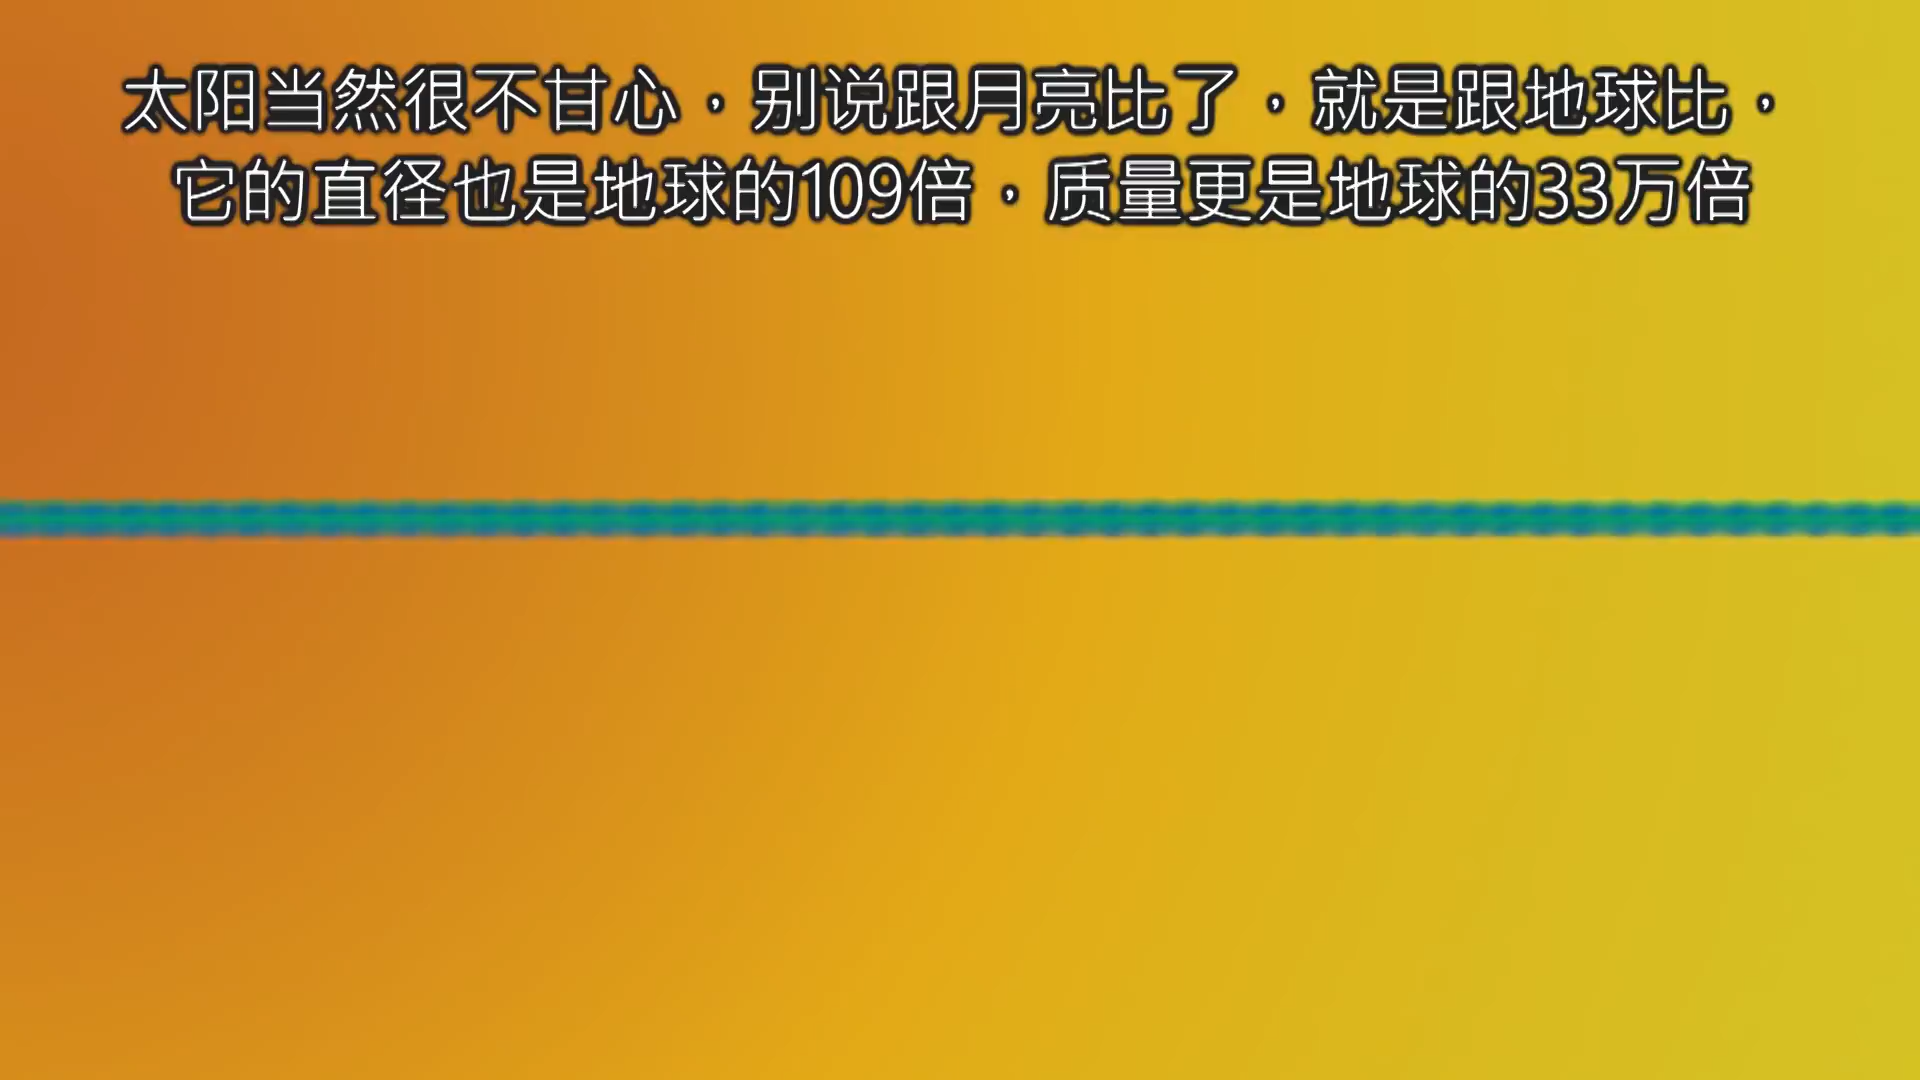 太阳当然很不甘心，别说跟月亮比了，就是跟地球比，
它的直径也是地球的109倍，质量更是地球的33万倍